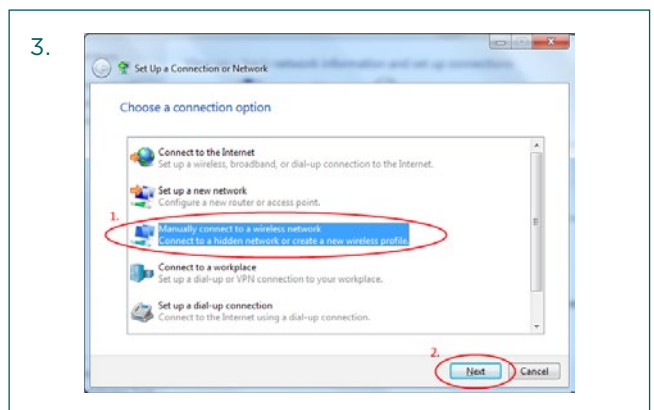 3.
Set Up a Connection or Network
Choose a connection option
Connect to the Internet
Set up a wireless, broadband, or dial-up connection to the Internet.
Set up a new network
Configure a new router or access point.
1.
Manually connect to a wireless network
Connect to a hidden network or create a new wireless profile.
Connect to a workplace
Set up a dial-up or VPN connection to your workplace.
Set up a dial-up connection
Connect to the Internet using a dial-up connection.
2.
Next Cancel